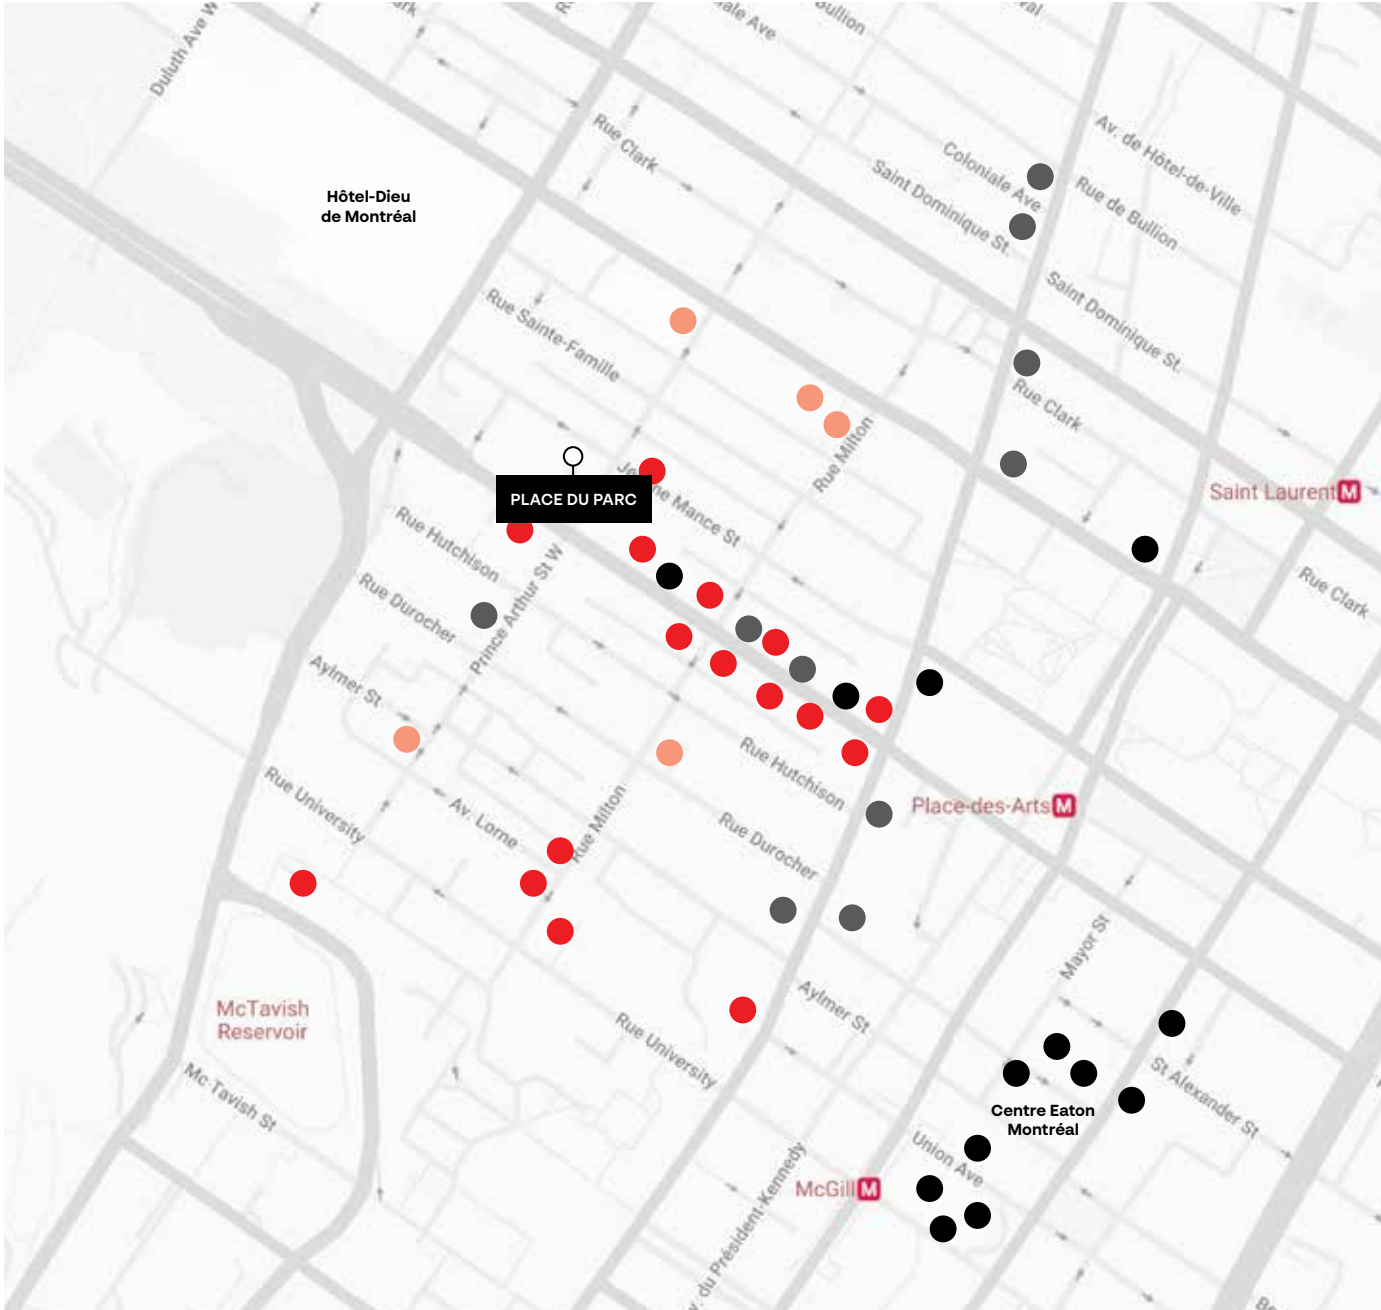 Duluth Ave W
Bullion
Rue Clark
Av. de Hôtel-de-Ville
Coloniale Ave
Saint Dominique St.
Rue de Bullion
Hôtel-Dieu
de Montréal
Saint Dominique St.
Rue Sainte-Famille
Rue Clark
Rue Milton
Saint Laurent M
PLACE DU PARC
Mance St
Rue Hutchison
Prince Arthur St W
Rue Durocher
Rue Clark
Aylmer St
Rue Hutchison
Place-des-Arts M
Rue University
Av. Lorne
Rue Milton
Rue Durocher
Mayor St
McTavish
Reservoir
Aylmer St
Rue University
Mc Tavish St
St Alexander St
Centre Eaton
Montréal
Union Ave
McGill M
du Président-Kennedy